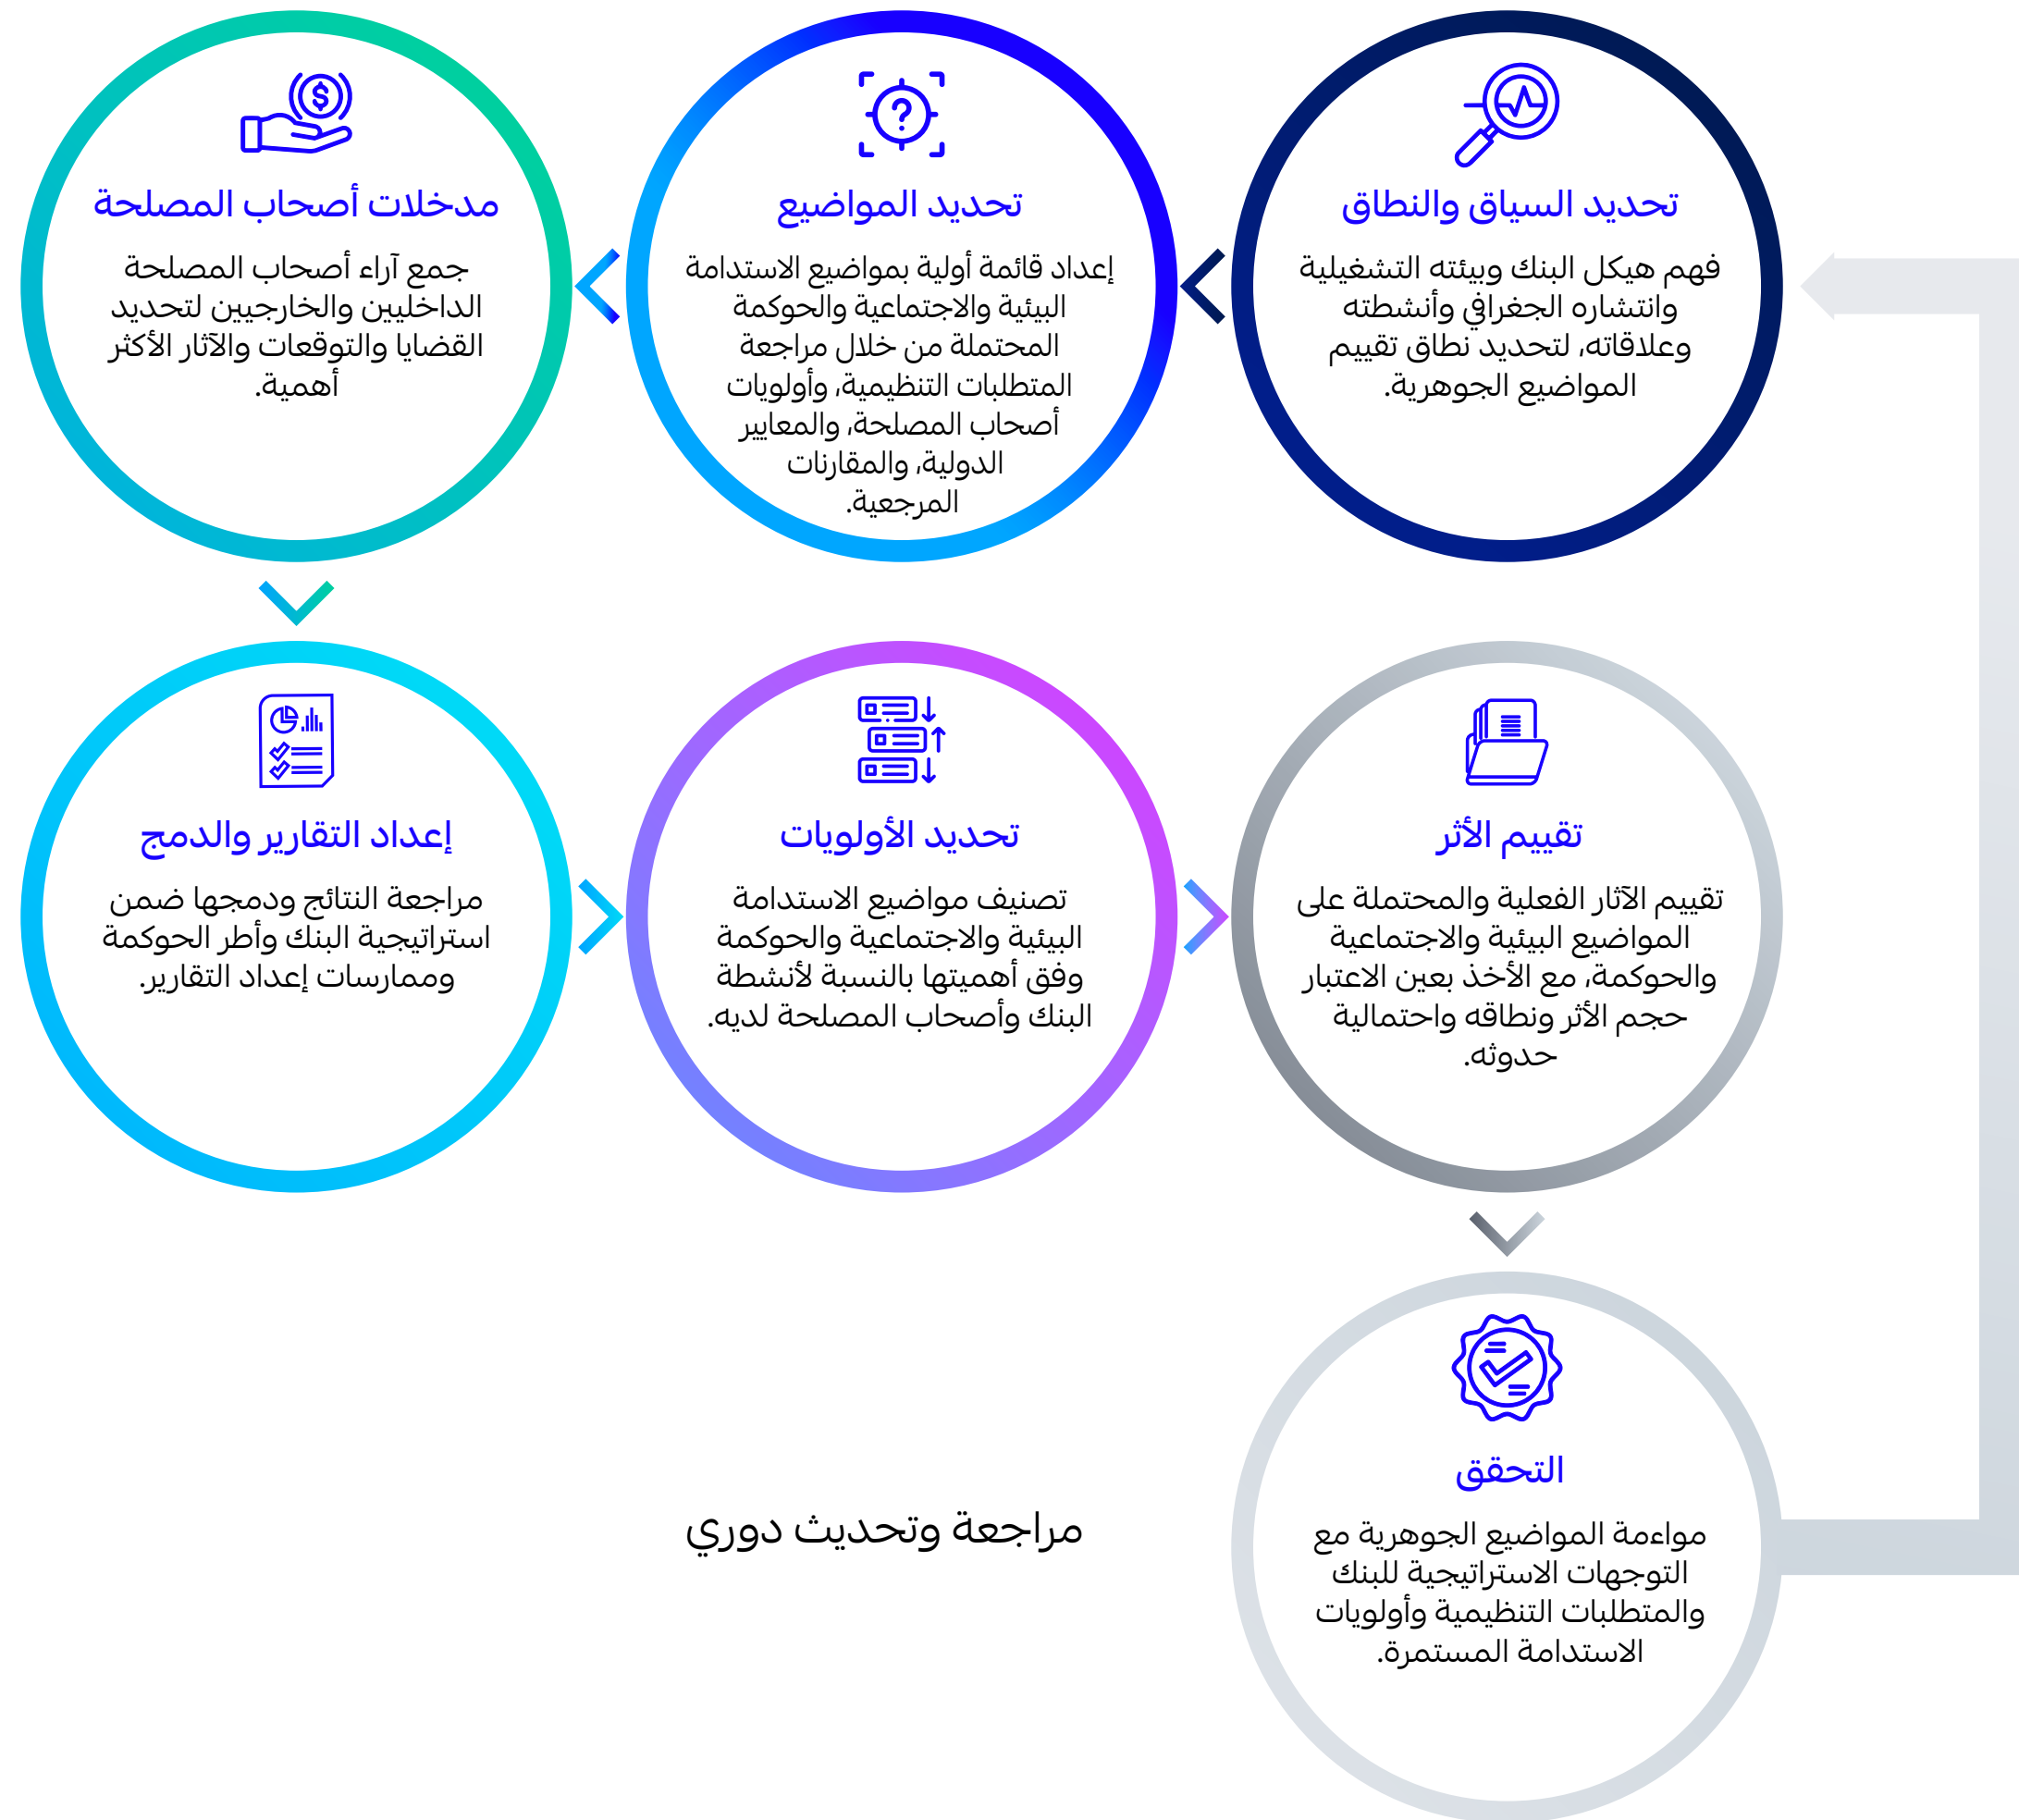 تحديد السياق والنطاق
فهم هيكل البنك وبيئته التشغيلية
وانتشاره الجغرافي وأنشطته
وعلاقاته، لتحديد نطاق تقييم
المواضيع الجوهرية.
تحديد المواضيع
إعداد قائمة أولية بمواضيع الاستدامة
البيئية والاجتماعية والحوكمة
المحتملة من خلال مراجعة
المتطلبات التنظيمية، وأولويات
أصحاب المصلحة، والمعايير
الدولية، والمقارنات
المرجعية.
مدخلات أصحاب المصلحة
جمع آراء أصحاب المصلحة
الداخليين والخارجيين لتحديد
القضايا والتوقعات والآثار الأكثر
أهمية.
إعداد التقارير والدمج
مراجعة النتائج ودمجها ضمن
استراتيجية البنك وأطر الحوكمة
وممارسات إعداد التقارير.
تحديد الأولويات
تصنيف مواضيع الاستدامة
البيئية والاجتماعية والحوكمة
وفق أهميتها بالنسبة لأنشطة
البنك وأصحاب المصلحة لديه.
تقييم الأثر
تقييم الآثار الفعلية والمحتملة على
المواضيع البيئية والاجتماعية
والحوكمة، مع الأخذ بعين الاعتبار
حجم الأثر ونطاقه واحتمالية
حدوثه.
التحقق
مواءمة المواضيع الجوهرية مع
التوجهات الاستراتيجية للبنك
والمتطلبات التنظيمية وأولويات
الاستدامة المستمرة.
مراجعة وتحديث دوري